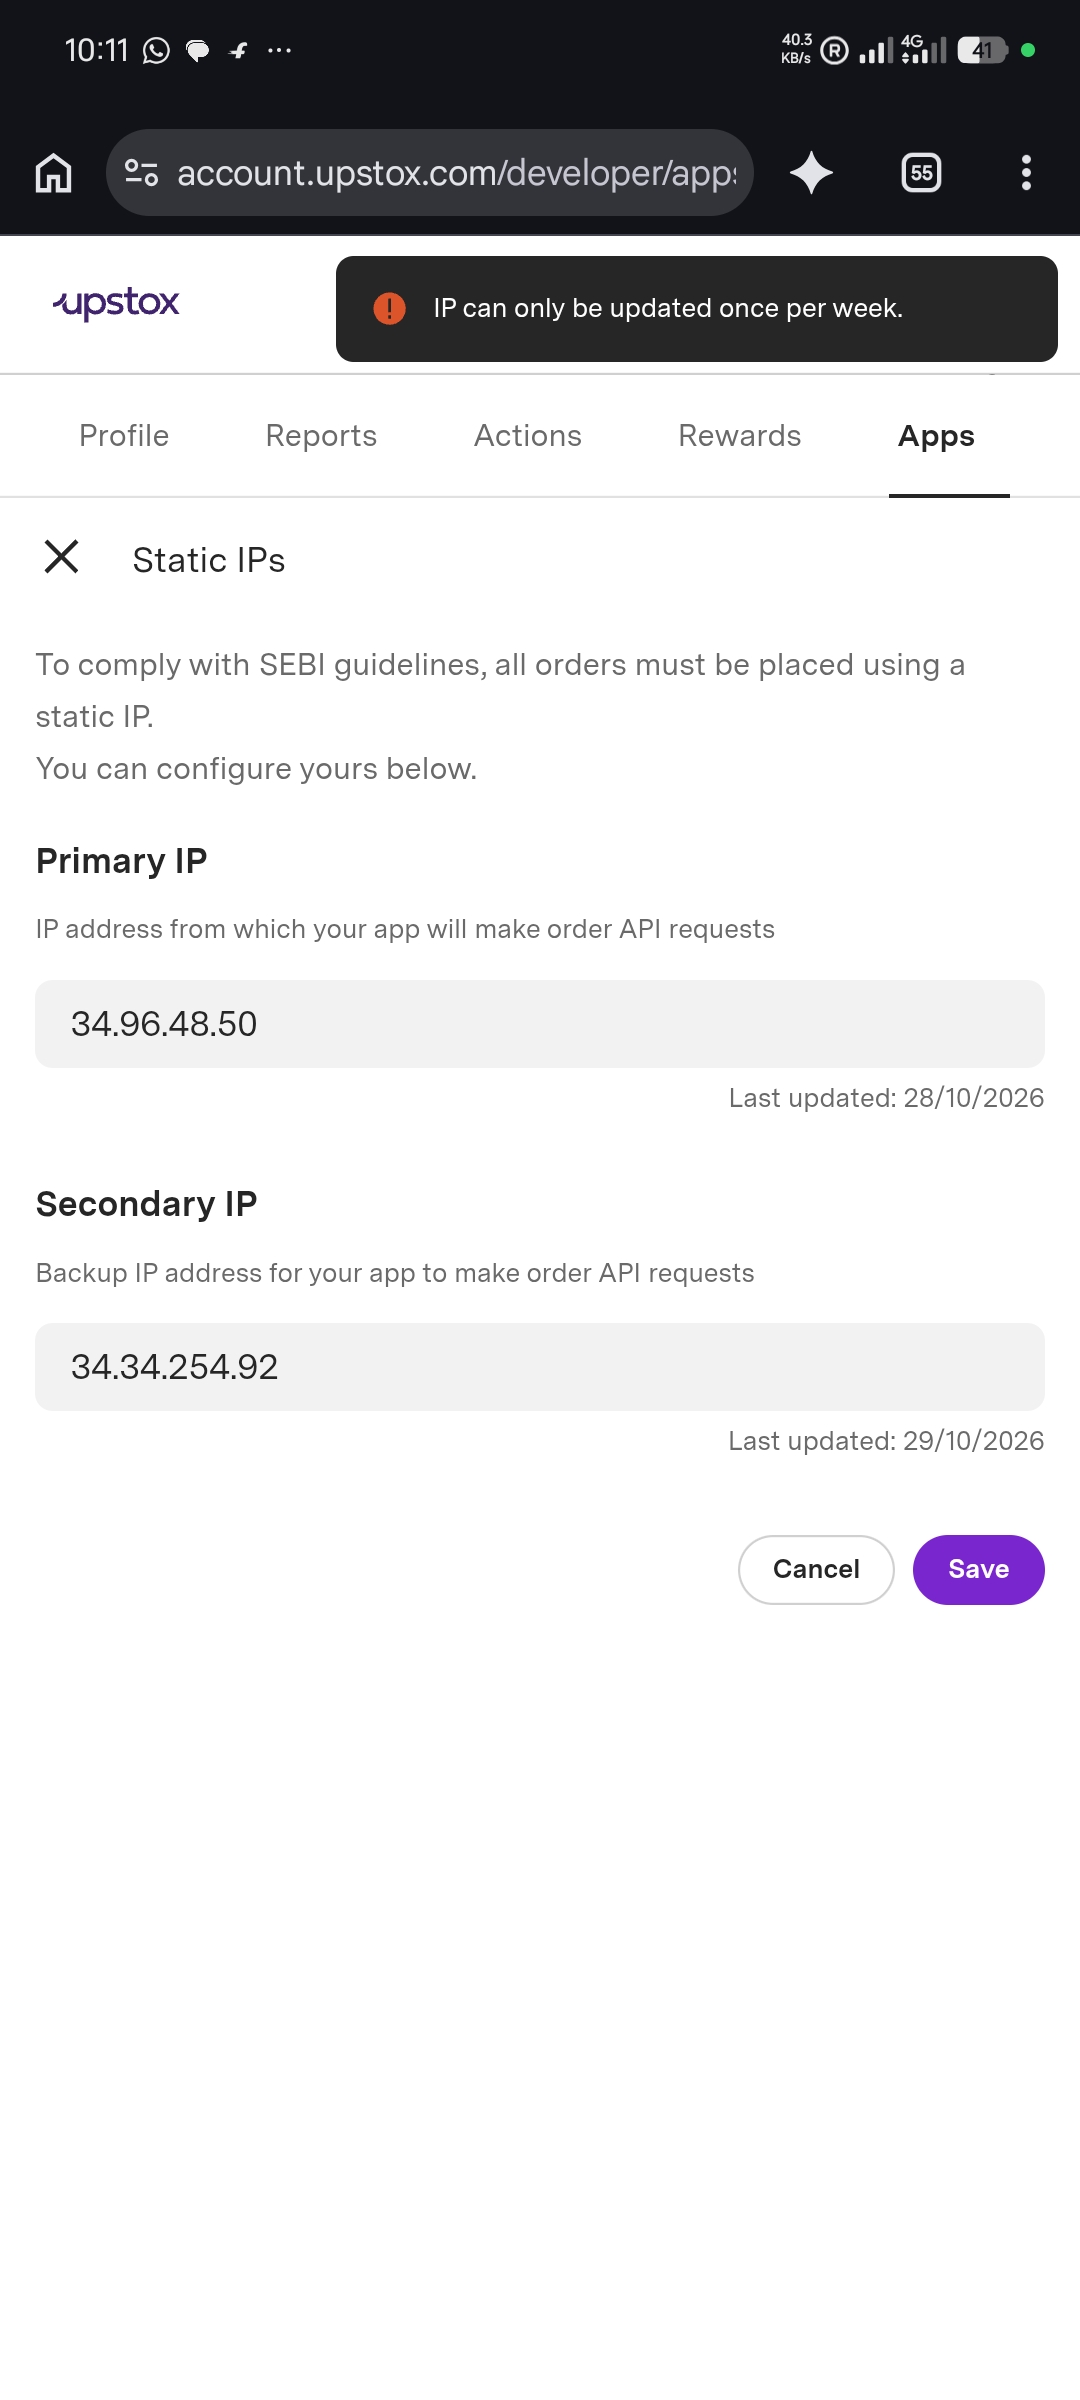 10:11
40.3 KB/s R 4G 41
account.upstox.com/developer/apps
55
upstox
IP can only be updated once per week.
Profile Reports Actions Rewards Apps
Static IPs
To comply with SEBI guidelines, all orders must be placed using a
static IP.
You can configure yours below.
Primary IP
IP address from which your app will make order API requests
34.96.48.50
Last updated: 28/10/2026
Secondary IP
Backup IP address for your app to make order API requests
34.34.254.92
Last updated: 29/10/2026
Cancel Save